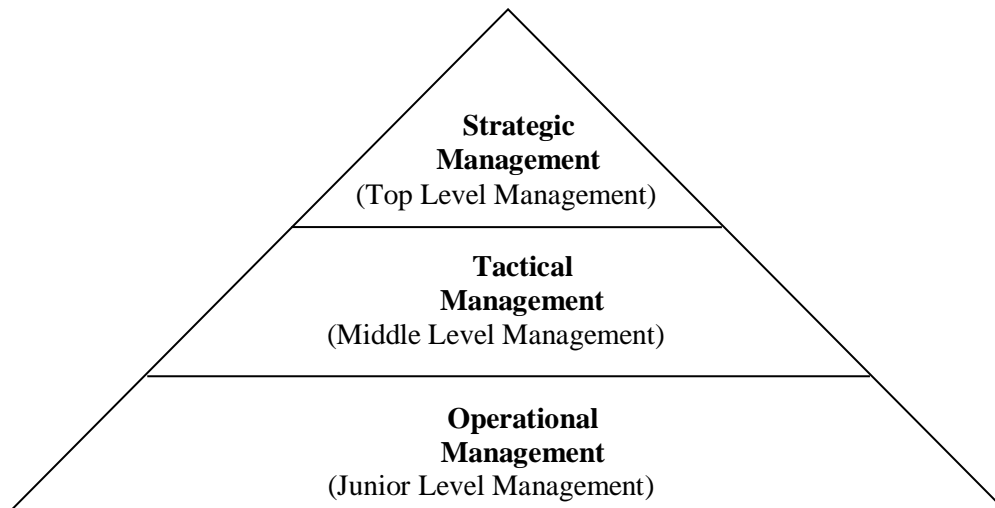 Strategic
Management
(Top Level Management)
Tactical
Management
(Middle Level Management)
Operational
Management
(Junior Level Management)